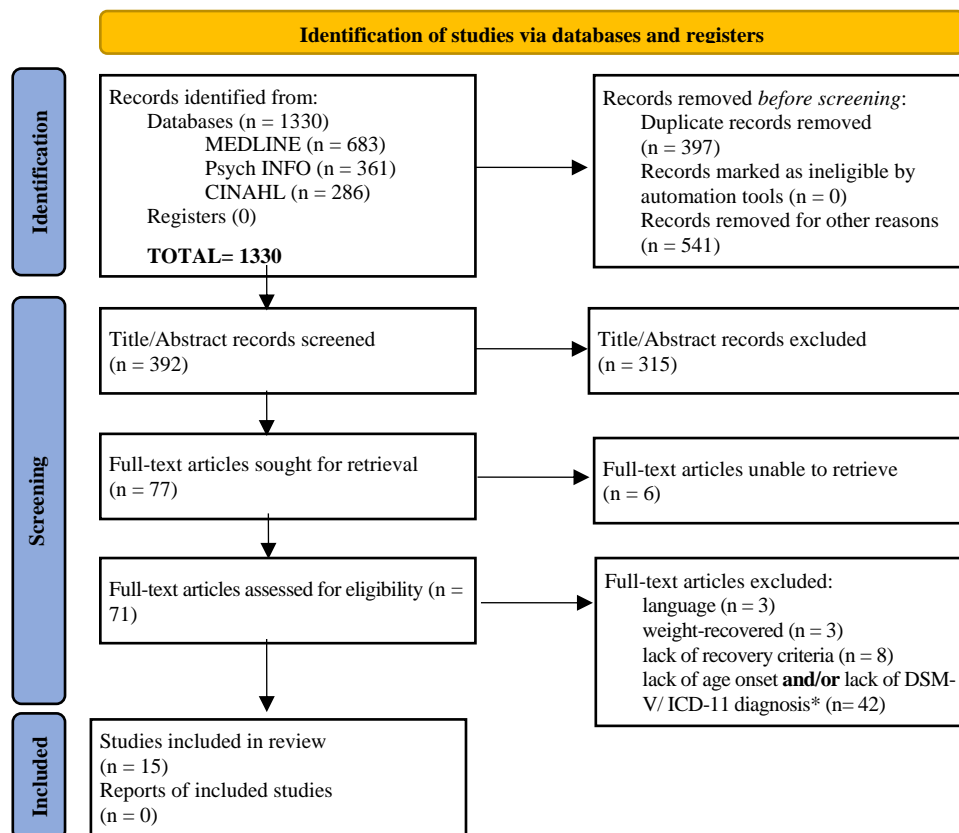 Identification of studies via databases and registers
Identification
Records identified from:
Databases (n = 1330)
MEDLINE (n = 683)
Psych INFO (n = 361)
CINAHL (n = 286)
Registers (0)
TOTAL= 1330
Records removed before screening:
Duplicate records removed
(n = 397)
Records marked as ineligible by
automation tools (n = 0)
Records removed for other reasons
(n = 541)
Screening
Title/Abstract records screened
(n = 392)
Title/Abstract records excluded
(n = 315)
Full-text articles sought for retrieval
(n = 77)
Full-text articles unable to retrieve
(n = 6)
Full-text articles assessed for eligibility (n =
71)
Full-text articles excluded:
language (n = 3)
weight-recovered (n = 3)
lack of recovery criteria (n = 8)
lack of age onset and/or lack of DSM-
V/ ICD-11 diagnosis* (n= 42)
Included
Studies included in review
(n = 15)
Reports of included studies
(n = 0)